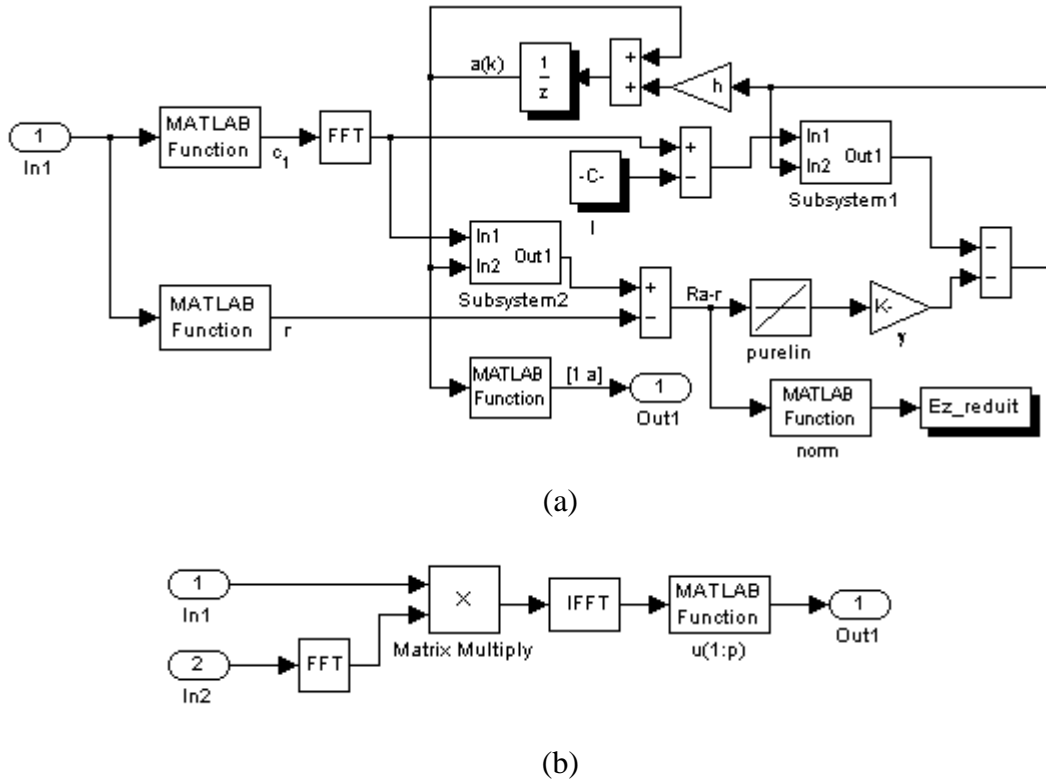 a(k)
1
z
+
+
h
1
In1
MATLAB
Function
c1
FFT
-C-
I
+
−
In1
In2
Out1
Subsystem1
In1
In2
Out1
Subsystem2
−
−
MATLAB
Function
r
+
−
Ra-r
purelin
K-
γ
MATLAB
Function
[1 a]
1
Out1
MATLAB
Function
norm
Ez_reduit
(a)
1
In1
2
In2
FFT
×
Matrix Multiply
IFFT
MATLAB
Function
u(1:p)
1
Out1
(b)